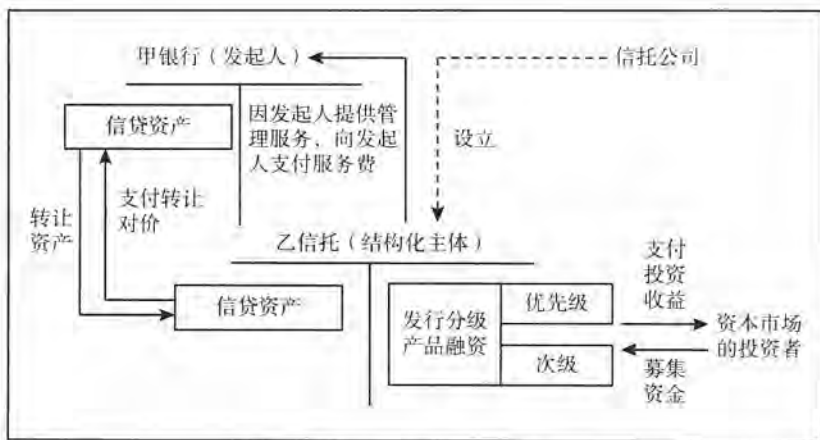 甲银行（发起人）
信托公司
信贷资产
因发起人提供管
理服务，向发起
人支付服务费
设立
支付转让
对价
转让
资产
乙信托（结构化主体）
信贷资产
发行分级
产品融资
优先级
次级
支付
投资
收益
资本市场
的投资者
募集
资金